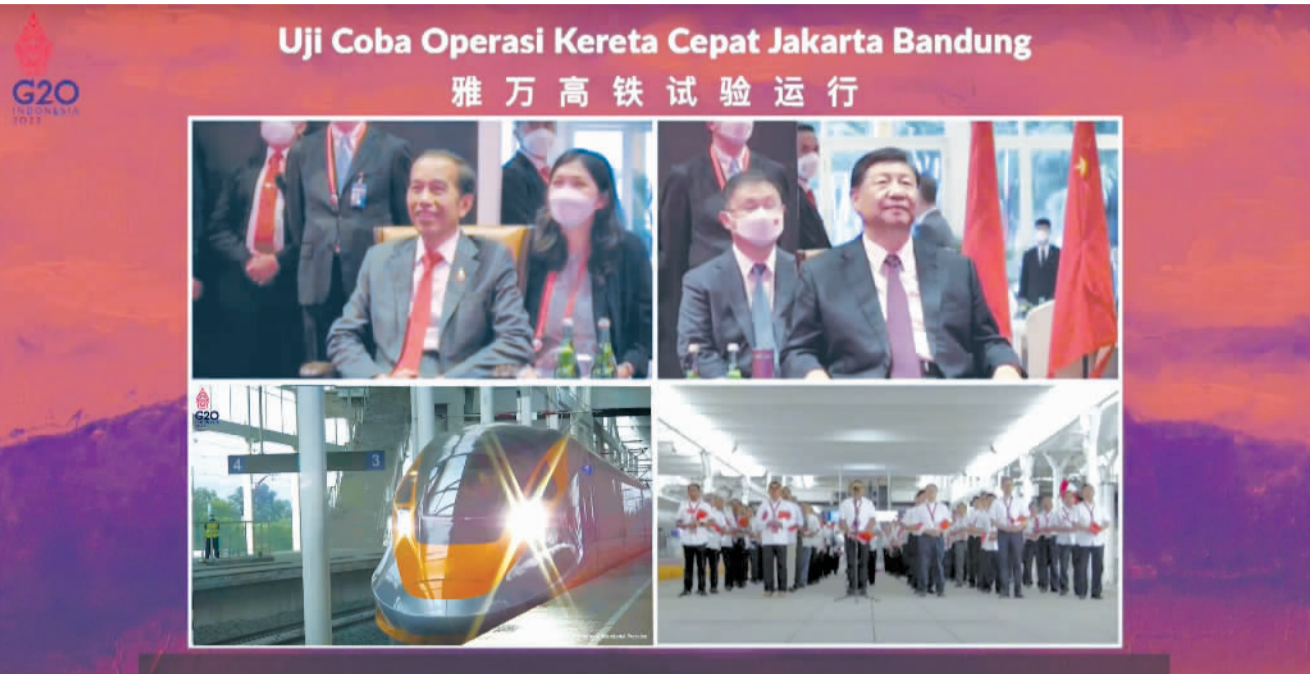 Uji Coba Operasi Kereta Cepat Jakarta Bandung
雅万高铁试验运行
G20
INDONESIA
2022
G20
4
3